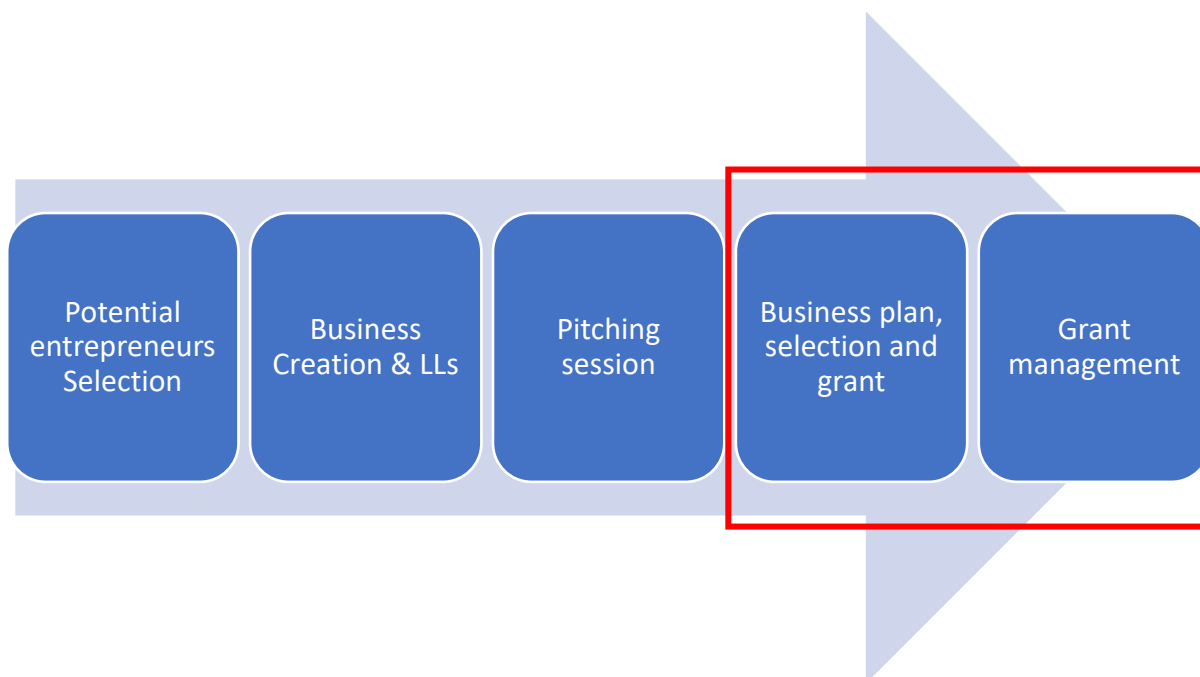 Potential
entrepreneurs
Selection
Business
Creation & LLs
Pitching
session
Business plan,
selection and
grant
Grant
management